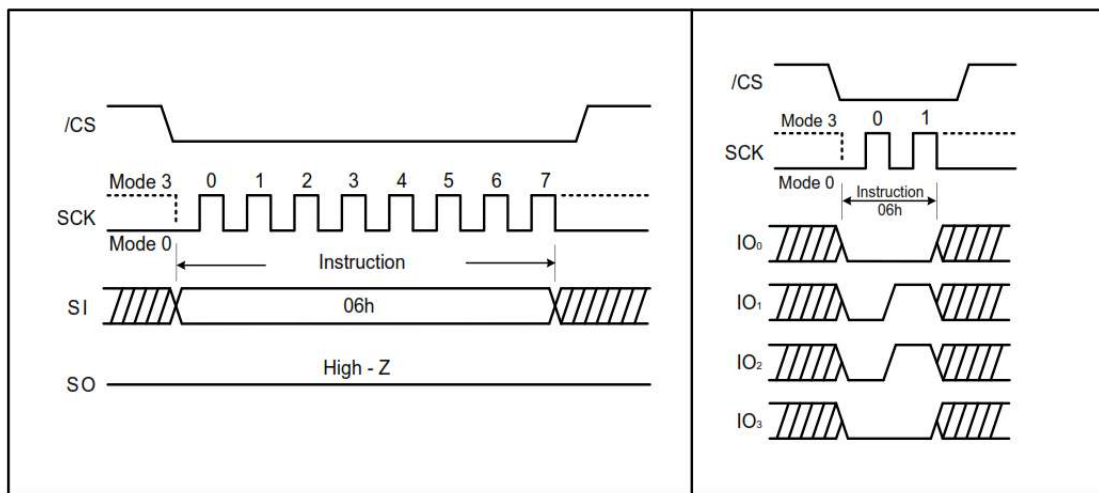 /CS
Mode 3 0 1 2 3 4 5 6 7
SCK
Mode 0
Instruction
SI 06h
High - Z
SO
/CS
Mode 3 0 1
SCK
Mode 0
Instruction
06h
IO₀
IO₁
IO₂
IO₃